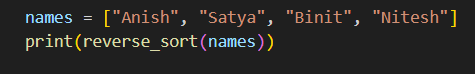 names = ["Anish", "Satya", "Binit", "Nitesh"]
print(reverse_sort(names))